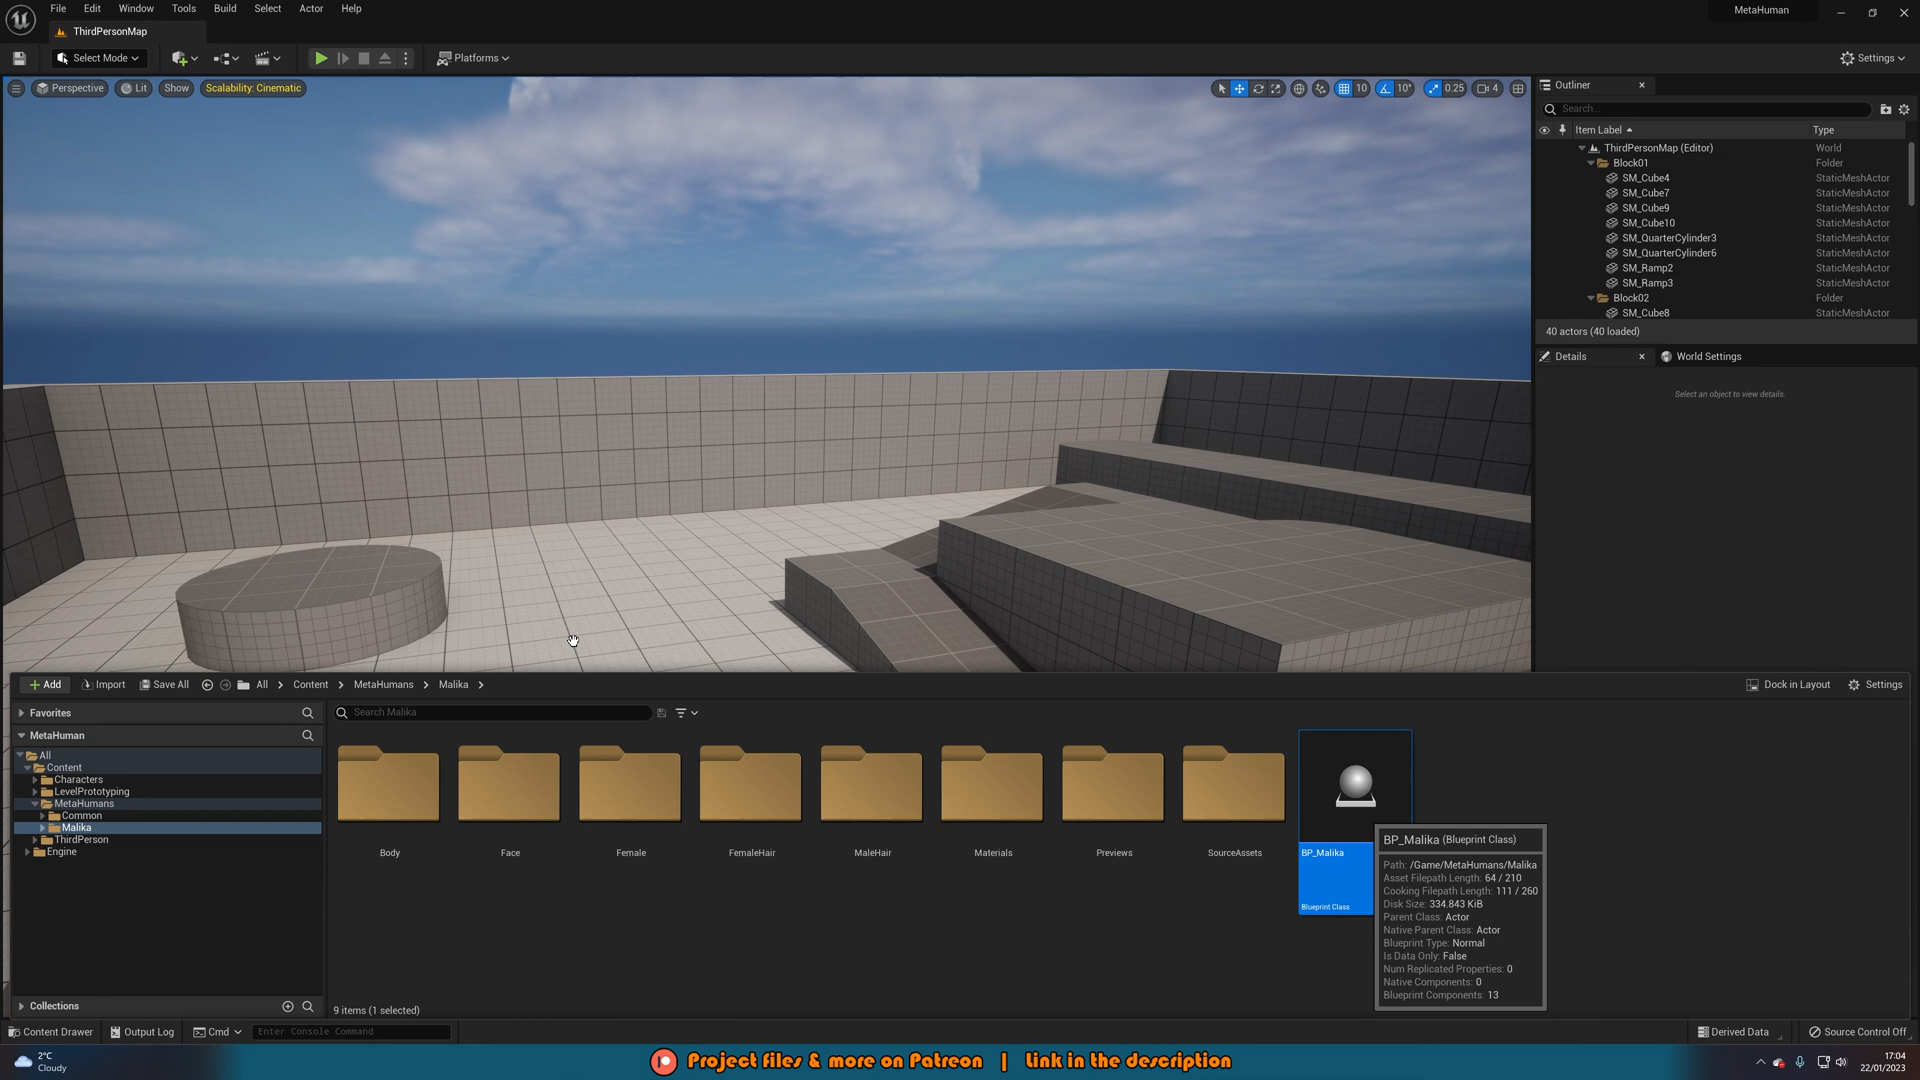 File Edit Window Tools Build Select Actor Help
MetaHuman
ThirdPersonMap
Select Mode
Platforms
Settings
Perspective
Lit
Show
Scalability: Cinematic
10
10°
0.25
4
Outliner
Search...
Item Label
Type
ThirdPersonMap (Editor) World
Block01 Folder
SM_Cube4 StaticMeshActor
SM_Cube7 StaticMeshActor
SM_Cube9 StaticMeshActor
SM_Cube10 StaticMeshActor
SM_QuarterCylinder3 StaticMeshActor
SM_QuarterCylinder6 StaticMeshActor
SM_Ramp2 StaticMeshActor
SM_Ramp3 StaticMeshActor
Block02 Folder
SM_Cube8 StaticMeshActor
40 actors (40 loaded)
Details
World Settings
Select an object to view details.
Add
Import
Save All
All
Content
MetaHumans
Malika
Dock in Layout
Settings
Favorites
Search Malika
MetaHuman
All
Content
Characters
LevelPrototyping
MetaHumans
Common
Malika
ThirdPerson
Engine
Body
Face
Female
FemaleHair
MaleHair
Materials
Previews
SourceAssets
BP_Malika
Blueprint Class
BP_Malika (Blueprint Class)
Path: /Game/MetaHumans/Malika
Asset Filepath Length: 64 / 210
Cooking Filepath Length: 111 / 260
Disk Size: 334.843 KiB
Parent Class: Actor
Native Parent Class: Actor
Blueprint Type: Normal
Is Data Only: False
Num Replicated Properties: 0
Native Components: 0
Blueprint Components: 13
Collections
9 items (1 selected)
Content Drawer
Output Log
Cmd
Enter Console Command
Derived Data
Source Control Off
2°C
Cloudy
Project files & more on Patreon | Link in the description
17:04
22/01/2023